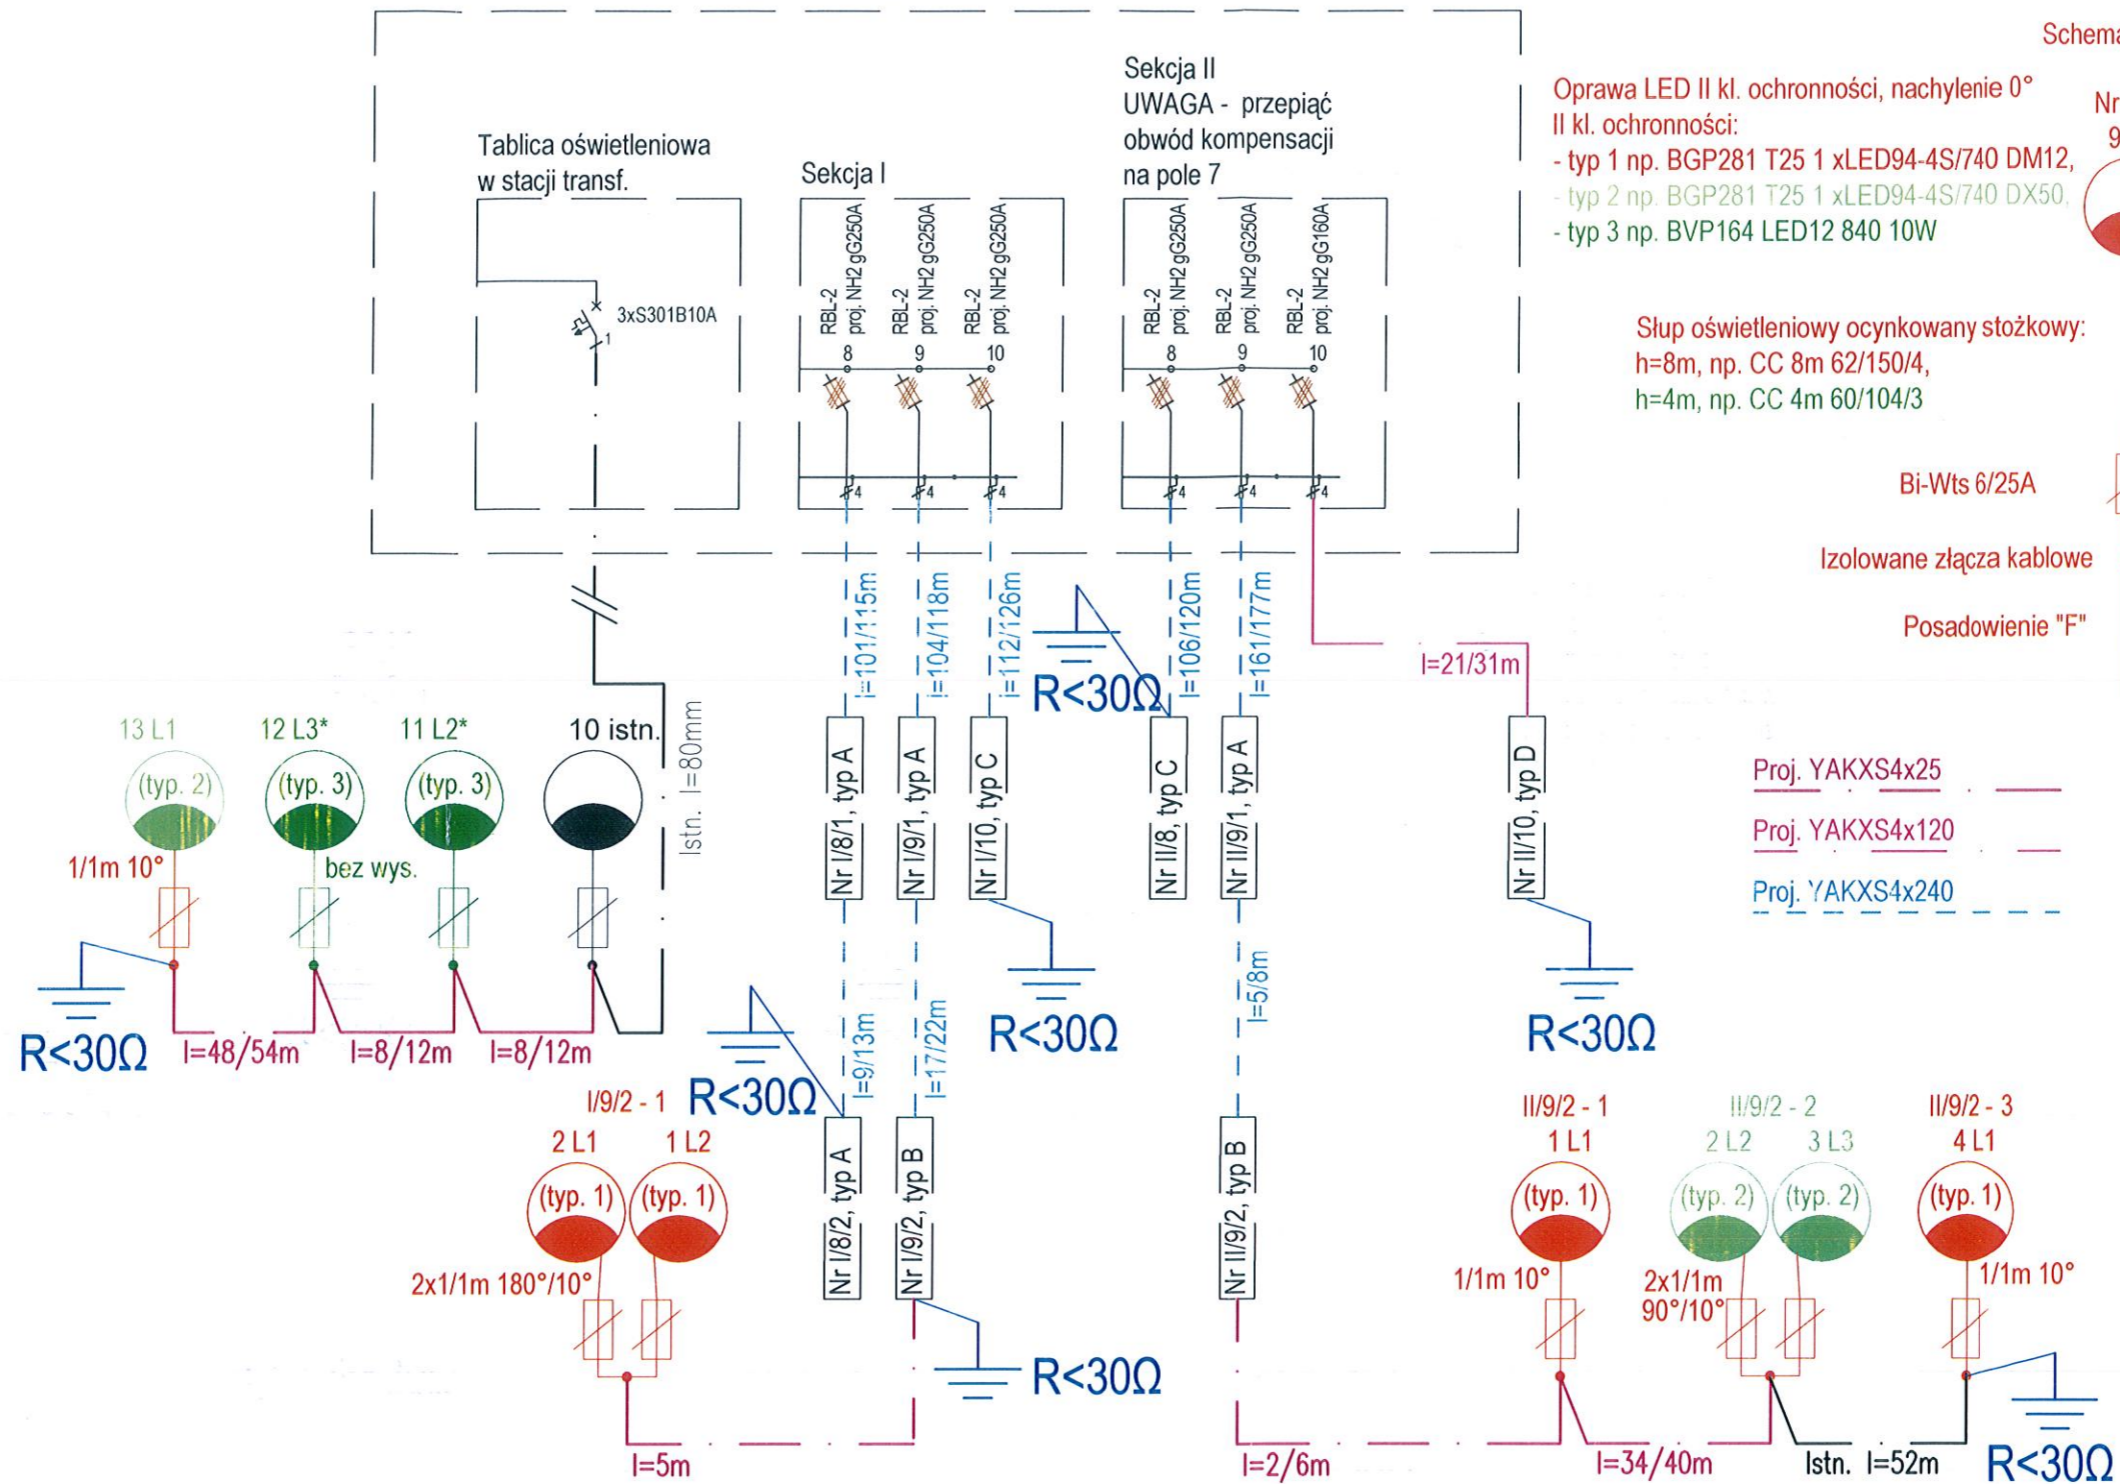 Schema
Oprawa LED II kl. ochronności, nachylenie 0°
II kl. ochronności:
- typ 1 np. BGP281 T25 1 xLED94-4S/740 DM12,
- typ 2 np. BGP281 T25 1 xLED94-4S/740 DX50,
- typ 3 np. BVP164 LED12 840 10W
Nr
9
Słup oświetleniowy ocynkowany stożkowy:
h=8m, np. CC 8m 62/150/4,
h=4m, np. CC 4m 60/104/3
Bi-Wts 6/25A
Izolowane złącza kablowe
Posadowienie "F"
Tablica oświetleniowa
w stacji transf.
3xS301B10A
1
Sekcja I
RBL-2
proj. NH2 gG250A
RBL-2
proj. NH2 gG250A
RBL-2
proj. NH2 gG250A
8
9
10
4
4
4
Sekcja II
UWAGA - przepiąć
obwód kompensacji
na pole 7
RBL-2
proj. NH2 gG250A
RBL-2
proj. NH2 gG250A
RBL-2
proj. NH2 gG160A
8
9
10
4
4
4
l=101/115m
l=104/118m
l=112/126m
R<30Ω
l=106/120m
l=161/177m
l=21/31m
13 L1
12 L3*
11 L2*
10 istn.
Istn. l=80mm
(typ. 2)
(typ. 3)
(typ. 3)
1/1m 10°
bez wys.
Nr I/8/1, typ A
Nr I/9/1, typ A
Nr I/10, typ C
Nr II/8, typ C
Nr II/9/1, typ A
Nr II/10, typ D
Proj. YAKXS4x25
Proj. YAKXS4x120
Proj. YAKXS4x240
R<30Ω
l=48/54m
l=8/12m
l=8/12m
l=9/13m
l=17/22m
R<30Ω
l=5/8m
R<30Ω
I/9/2 - 1
R<30Ω
2 L1
1 L2
(typ. 1)
(typ. 1)
2x1/1m 180°/10°
Nr I/8/2, typ A
Nr I/9/2, typ B
Nr II/9/2, typ B
R<30Ω
l=5m
II/9/2 - 1
1 L1
(typ. 1)
1/1m 10°
II/9/2 - 2
2 L2
3 L3
(typ. 2)
(typ. 2)
2x1/1m
90°/10°
II/9/2 - 3
4 L1
(typ. 1)
1/1m 10°
l=2/6m
l=34/40m
Istn. l=52m
R<30Ω